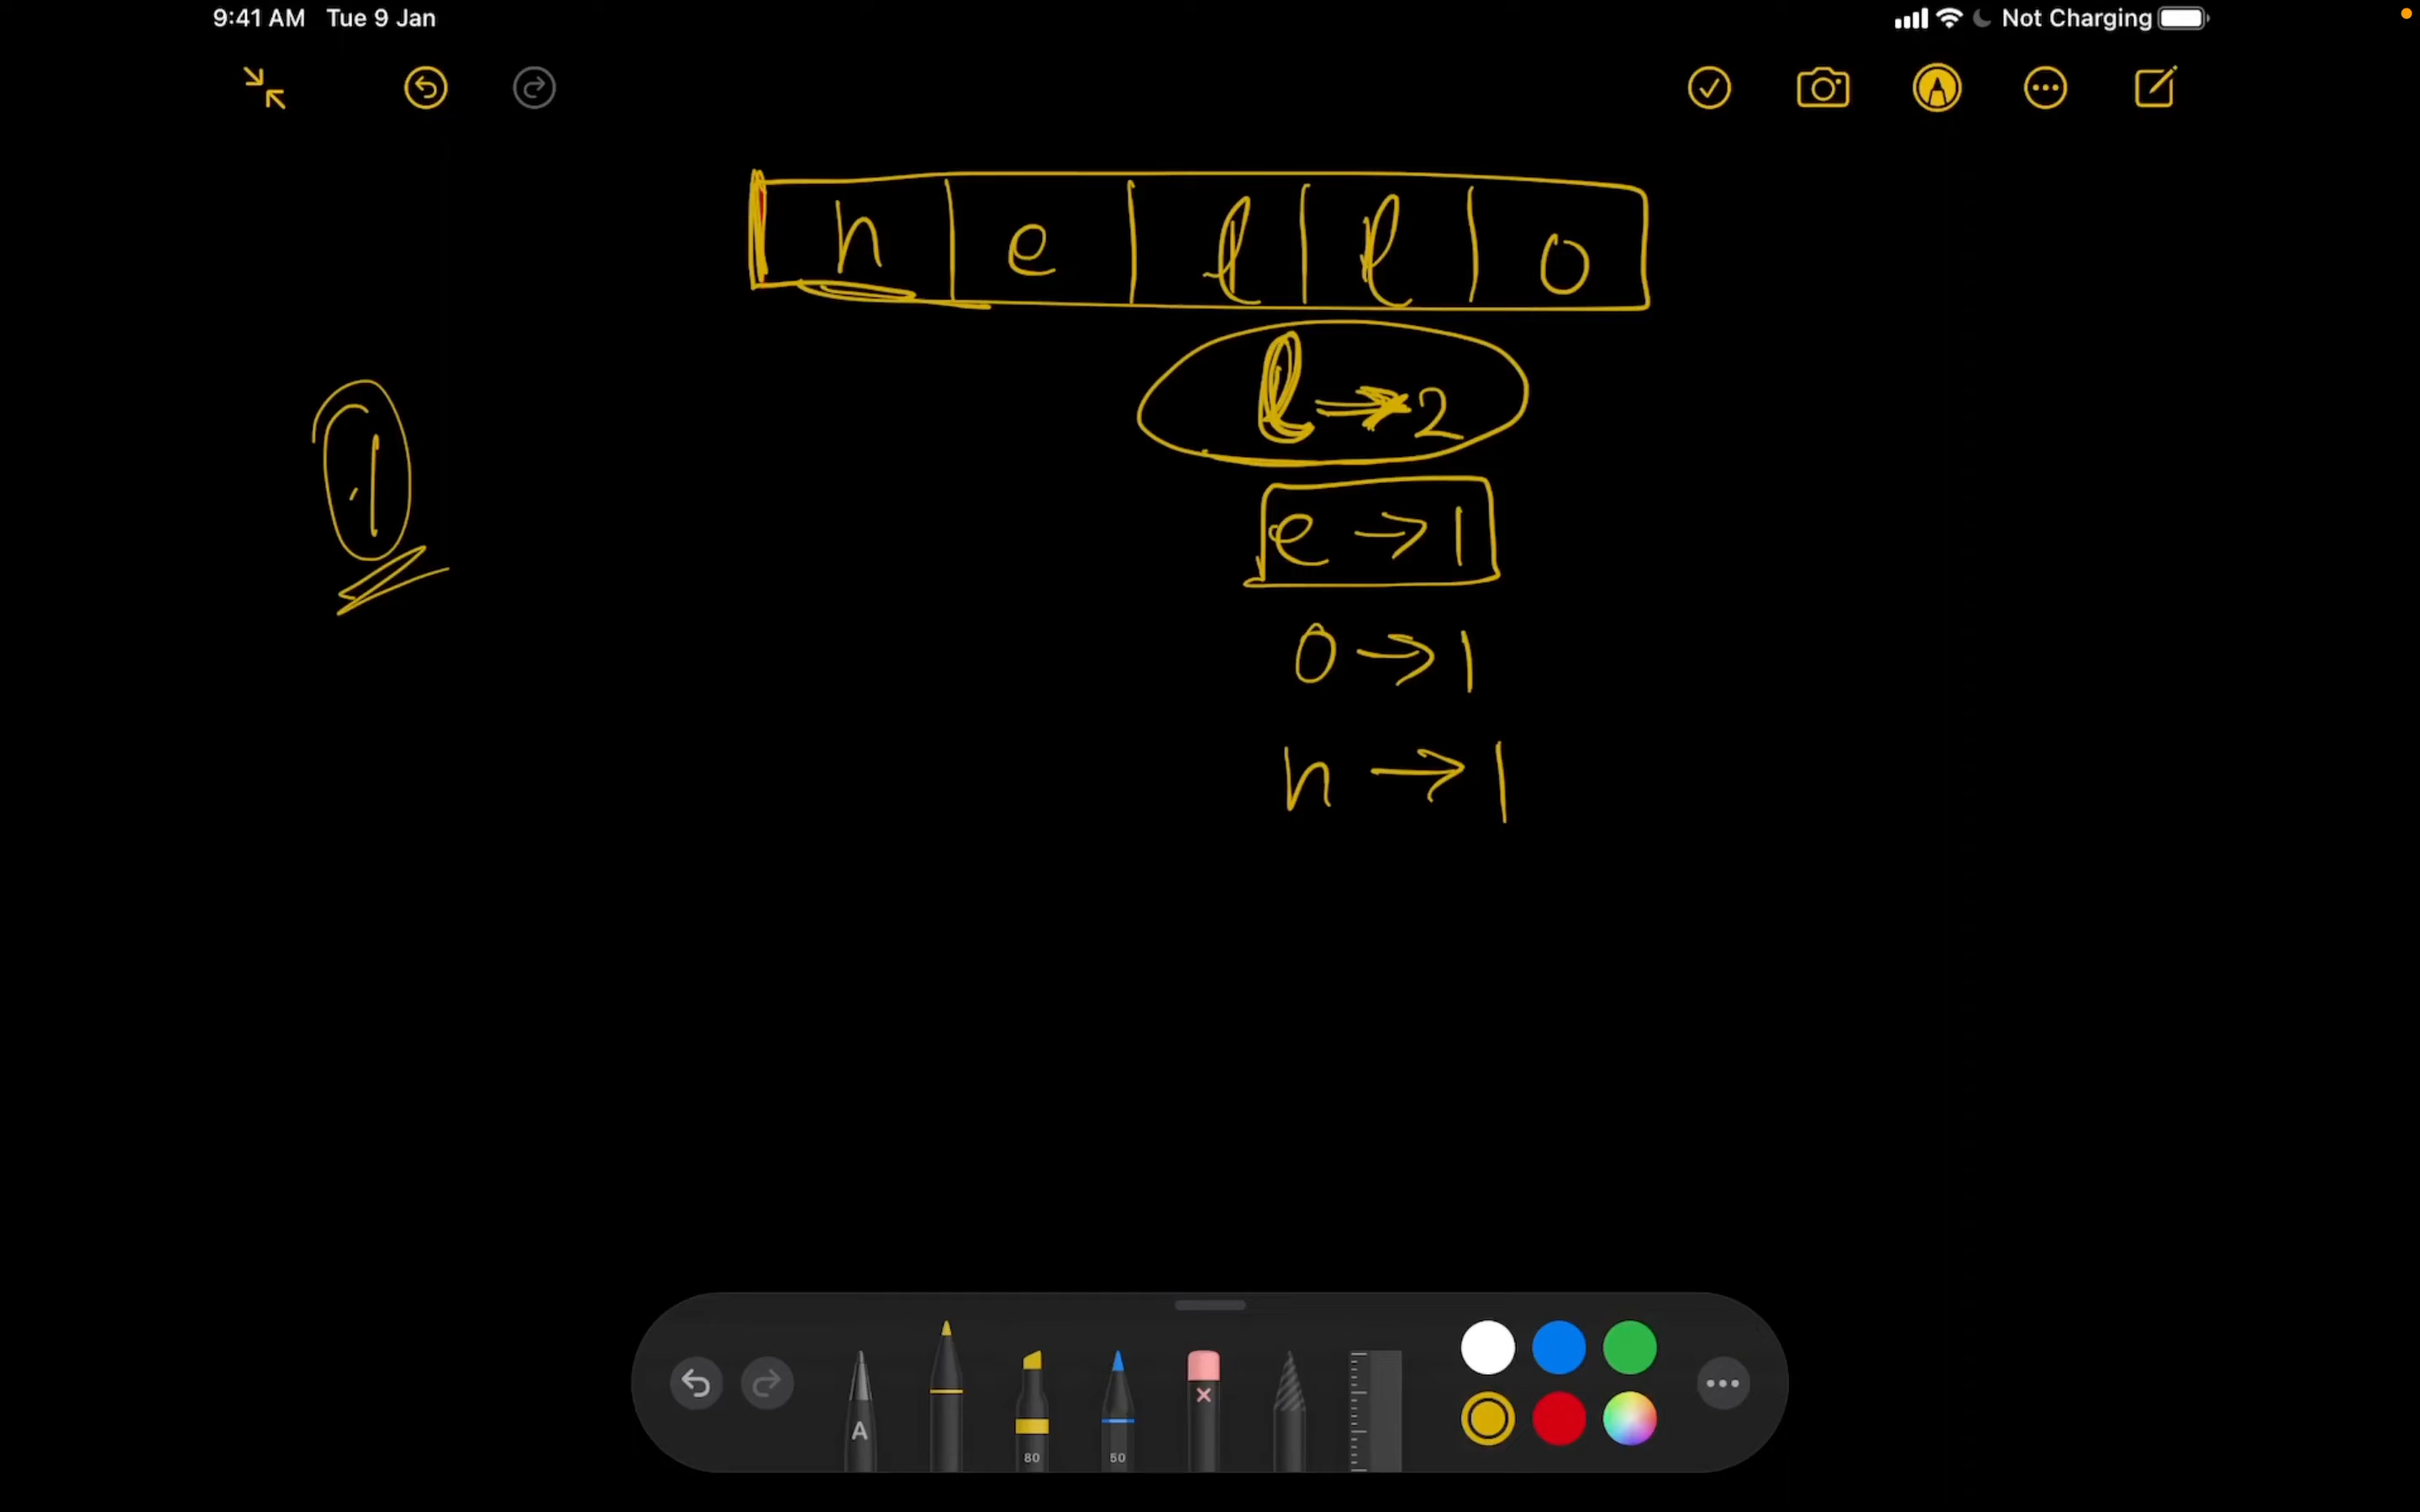 9:41 AM Tue 9 Jan
Not Charging
h e l l o
l → 2
1
e → 1
o → 1
h → 1
A
80
50